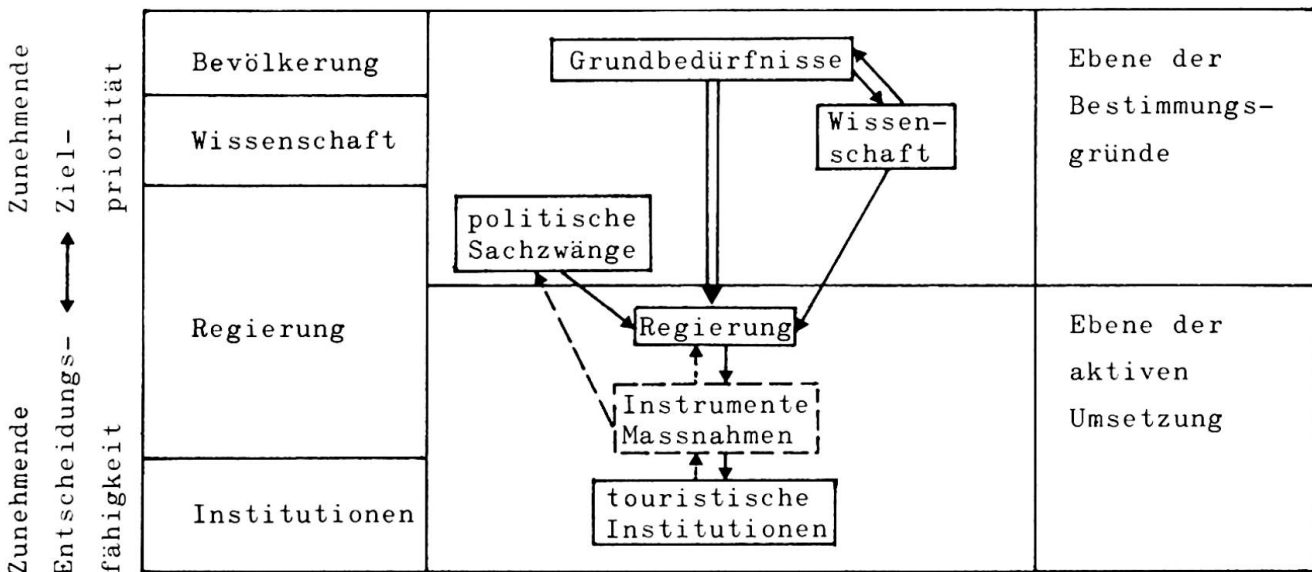 Zunehmende
Ziel-
priorität
Zunehmende
Entscheidungs-
fähigkeit
Bevölkerung
Wissenschaft
Regierung
Institutionen
Grundbedürfnisse
Wissen-
schaft
politische
Sachzwänge
Regierung
Instrumente
Massnahmen
touristische
Institutionen
Ebene der
Bestimmungs-
gründe
Ebene der
aktiven
Umsetzung